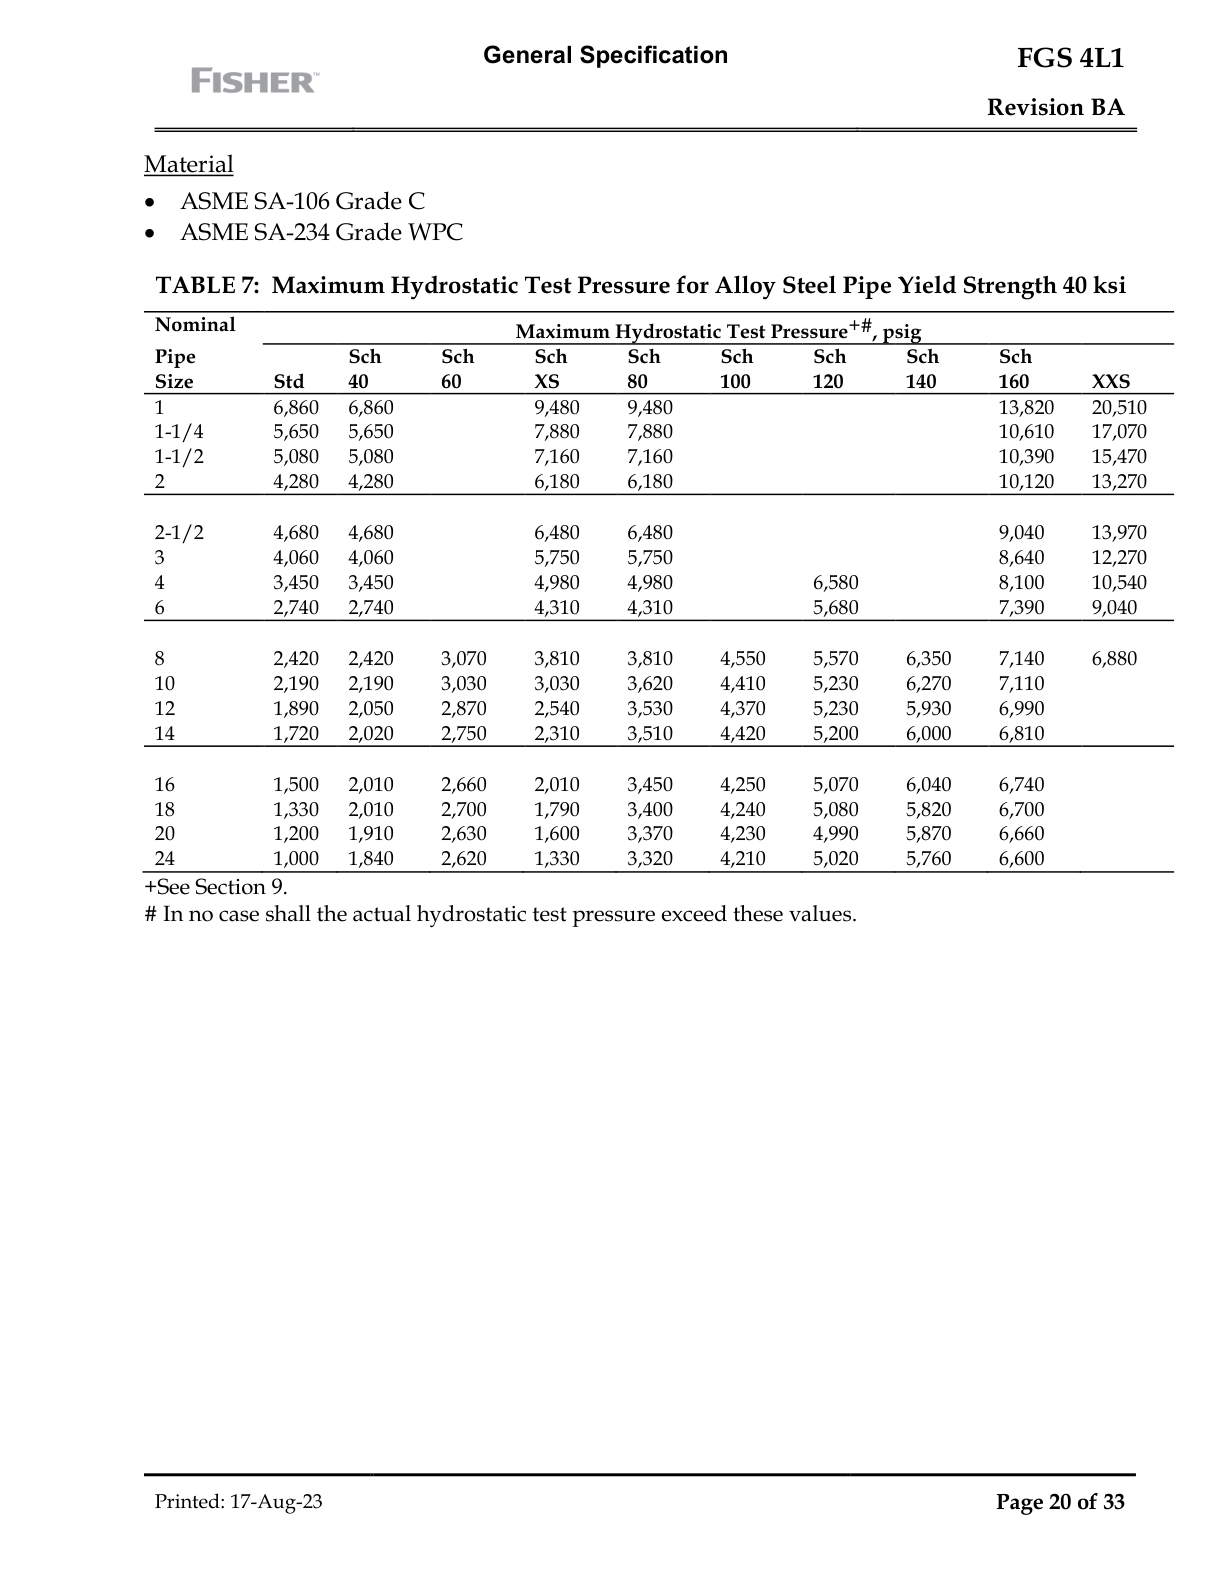 General Specification
FGS 4L1
FISHER™
Revision BA
Material
• ASME SA-106 Grade C
• ASME SA-234 Grade WPC
TABLE 7: Maximum Hydrostatic Test Pressure for Alloy Steel Pipe Yield Strength 40 ksi
Nominal Maximum Hydrostatic Test Pressure+#, psig
Pipe Sch Sch Sch Sch Sch Sch Sch Sch
Size Std 40 60 XS 80 100 120 140 160 XXS
1 6,860 6,860 9,480 9,480 13,820 20,510
1-1/4 5,650 5,650 7,880 7,880 10,610 17,070
1-1/2 5,080 5,080 7,160 7,160 10,390 15,470
2 4,280 4,280 6,180 6,180 10,120 13,270
2-1/2 4,680 4,680 6,480 6,480 9,040 13,970
3 4,060 4,060 5,750 5,750 8,640 12,270
4 3,450 3,450 4,980 4,980 6,580 8,100 10,540
6 2,740 2,740 4,310 4,310 5,680 7,390 9,040
8 2,420 2,420 3,070 3,810 3,810 4,550 5,570 6,350 7,140 6,880
10 2,190 2,190 3,030 3,030 3,620 4,410 5,230 6,270 7,110
12 1,890 2,050 2,870 2,540 3,530 4,370 5,230 5,930 6,990
14 1,720 2,020 2,750 2,310 3,510 4,420 5,200 6,000 6,810
16 1,500 2,010 2,660 2,010 3,450 4,250 5,070 6,040 6,740
18 1,330 2,010 2,700 1,790 3,400 4,240 5,080 5,820 6,700
20 1,200 1,910 2,630 1,600 3,370 4,230 4,990 5,870 6,660
24 1,000 1,840 2,620 1,330 3,320 4,210 5,020 5,760 6,600
+See Section 9.
# In no case shall the actual hydrostatic test pressure exceed these values.
Printed: 17-Aug-23
Page 20 of 33